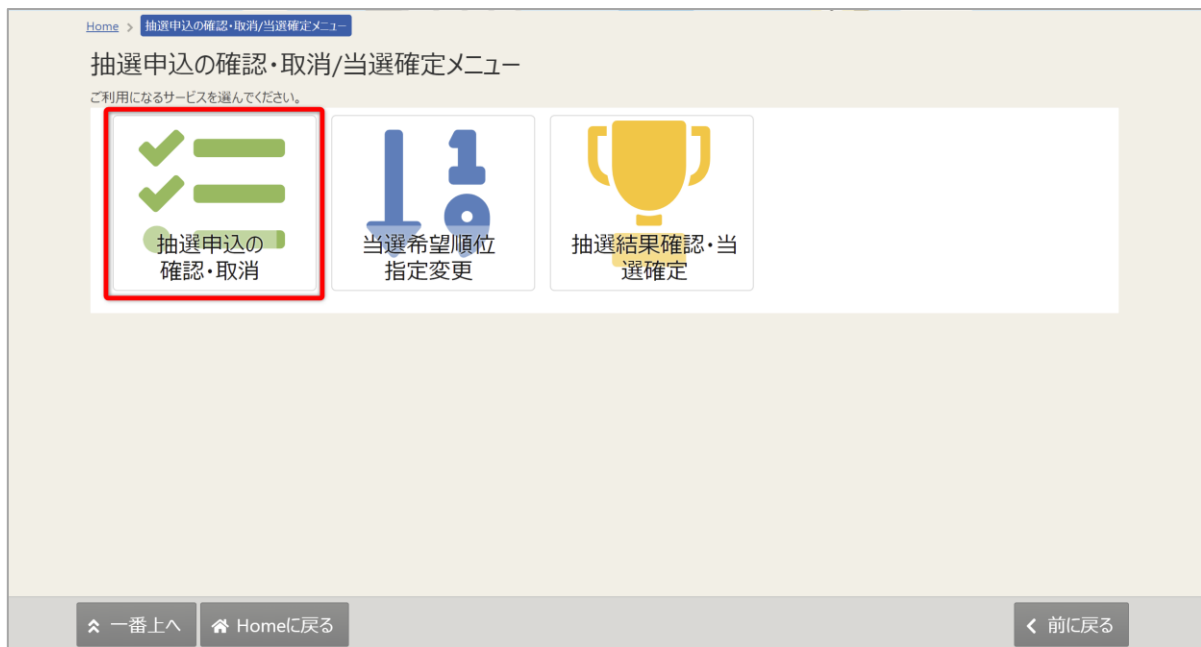 Home > 抽選申込の確認・取消/当選確定メニュー
抽選申込の確認・取消/当選確定メニュー
ご利用になるサービスを選んでください。
抽選申込の
確認・取消
当選希望順位
指定変更
抽選結果確認・当
選確定
一番上へ
Homeに戻る
前に戻る